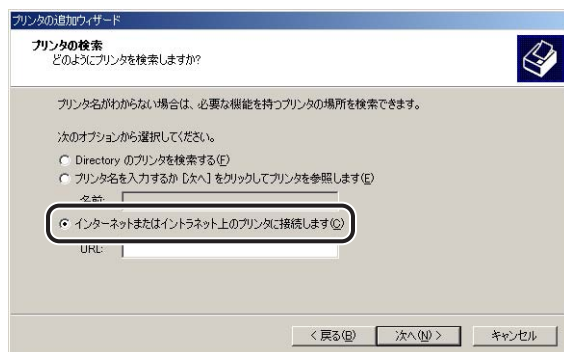 プリンタの追加ウィザード
プリンタの検索
どのようにプリンタを検索しますか?
プリンタ名がわからない場合は、必要な機能を持つプリンタの場所を検索できます。
次のオプションから選択してください。
Directory のプリンタを検索する(F)
プリンタ名を入力するか [次へ] をクリックしてプリンタを参照します(E)
名前:
インターネットまたはイントラネット上のプリンタに接続します(C)
URL:
< 戻る(B) 次へ(N) > キャンセル